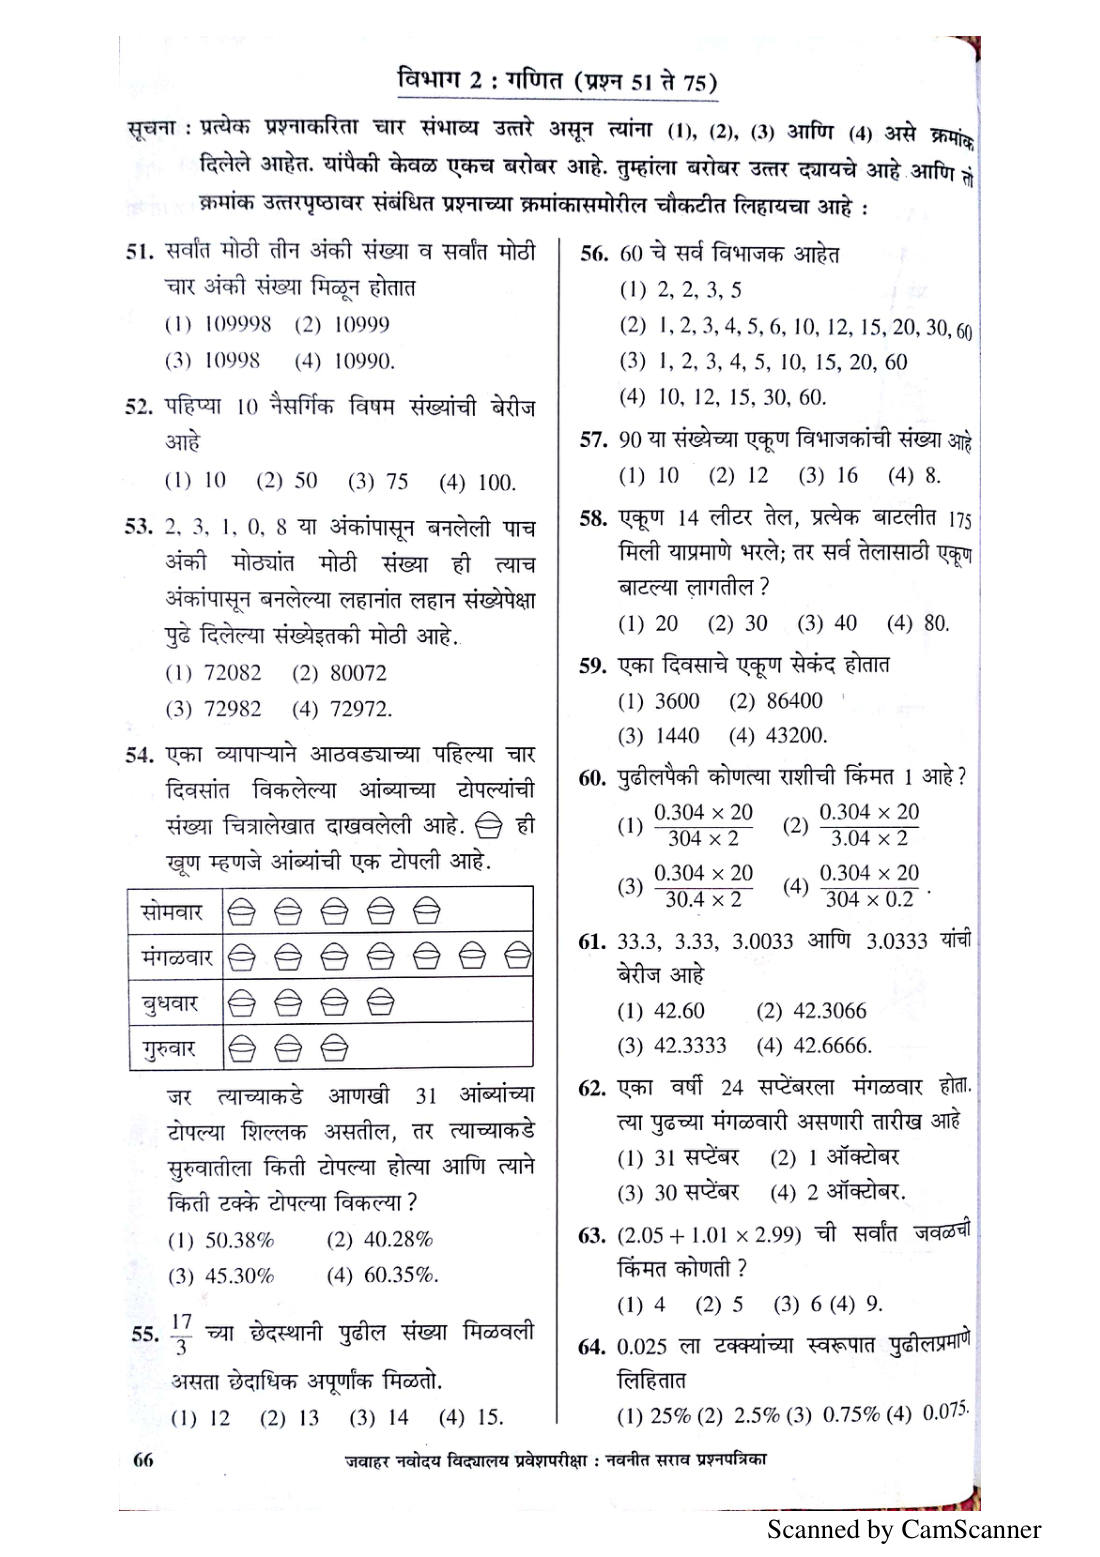 विभाग 2 : गणित (प्रश्न 51 ते 75)
सूचना : प्रत्येक प्रश्नाकरिता चार संभाव्य उत्तरे असून त्यांना (1), (2), (3) आणि (4) असे क्रमांक
दिलेले आहेत. यांपैकी केवळ एकच बरोबर आहे. तुम्हांला बरोबर उत्तर द्यायचे आहे आणि तो
क्रमांक उत्तरपृष्ठावर संबंधित प्रश्नाच्या क्रमांकासमोरील चौकटीत लिहायचा आहे :
51. सर्वांत मोठी तीन अंकी संख्या व सर्वांत मोठी
चार अंकी संख्या मिळून होतात
(1) 109998 (2) 10999
(3) 10998 (4) 10990.
52. पहिप्या 10 नैसर्गिक विषम संख्यांची बेरीज
आहे
(1) 10 (2) 50 (3) 75 (4) 100.
53. 2, 3, 1, 0, 8 या अंकांपासून बनलेली पाच
अंकी मोठ्यांत मोठी संख्या ही त्याच
अंकांपासून बनलेल्या लहानांत लहान संख्येपेक्षा
पुढे दिलेल्या संख्येइतकी मोठी आहे.
(1) 72082 (2) 80072
(3) 72982 (4) 72972.
54. एका व्यापाऱ्याने आठवड्याच्या पहिल्या चार
दिवसांत विकलेल्या आंब्याच्या टोपल्यांची
संख्या चित्रालेखात दाखवलेली आहे. ही
खूण म्हणजे आंब्यांची एक टोपली आहे.
सोमवार
मंगळवार
बुधवार
गुरुवार
जर त्याच्याकडे आणखी 31 आंब्यांच्या
टोपल्या शिल्लक असतील, तर त्याच्याकडे
सुरुवातीला किती टोपल्या होत्या आणि त्याने
किती टक्के टोपल्या विकल्या ?
(1) 50.38% (2) 40.28%
(3) 45.30% (4) 60.35%.
55. 17/3 च्या छेदस्थानी पुढील संख्या मिळवली
असता छेदाधिक अपूर्णांक मिळतो.
(1) 12 (2) 13 (3) 14 (4) 15.
56. 60 चे सर्व विभाजक आहेत
(1) 2, 2, 3, 5
(2) 1, 2, 3, 4, 5, 6, 10, 12, 15, 20, 30, 60
(3) 1, 2, 3, 4, 5, 10, 15, 20, 60
(4) 10, 12, 15, 30, 60.
57. 90 या संख्येच्या एकूण विभाजकांची संख्या आहे
(1) 10 (2) 12 (3) 16 (4) 8.
58. एकूण 14 लीटर तेल, प्रत्येक बाटलीत 175
मिली याप्रमाणे भरले; तर सर्व तेलासाठी एकूण
बाटल्या लागतील ?
(1) 20 (2) 30 (3) 40 (4) 80.
59. एका दिवसाचे एकूण सेकंद होतात
(1) 3600 (2) 86400
(3) 1440 (4) 43200.
60. पुढीलपैकी कोणत्या राशीची किंमत 1 आहे ?
(1) 0.304 × 20 / 304 × 2 (2) 0.304 × 20 / 3.04 × 2
(3) 0.304 × 20 / 30.4 × 2 (4) 0.304 × 20 / 304 × 0.2 .
61. 33.3, 3.33, 3.0033 आणि 3.0333 यांची
बेरीज आहे
(1) 42.60 (2) 42.3066
(3) 42.3333 (4) 42.6666.
62. एका वर्षी 24 सप्टेंबरला मंगळवार होता.
त्या पुढच्या मंगळवारी असणारी तारीख आहे
(1) 31 सप्टेंबर (2) 1 ऑक्टोबर
(3) 30 सप्टेंबर (4) 2 ऑक्टोबर.
63. (2.05 + 1.01 × 2.99) ची सर्वांत जवळची
किंमत कोणती ?
(1) 4 (2) 5 (3) 6 (4) 9.
64. 0.025 ला टक्क्यांच्या स्वरूपात पुढीलप्रमाणे
लिहितात
(1) 25% (2) 2.5% (3) 0.75% (4) 0.075.
66 जवाहर नवोदय विद्यालय प्रवेशपरीक्षा : नवनीत सराव प्रश्नपत्रिका
Scanned by CamScanner